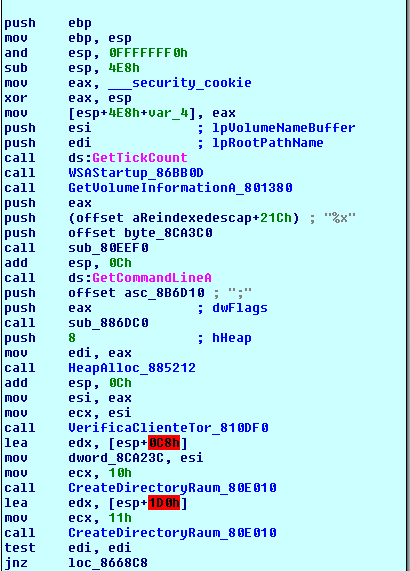 push ebp
mov ebp, esp
and esp, 0FFFFFFF0h
sub esp, 4E8h
mov eax, ___security_cookie
xor eax, esp
mov [esp+4E8h+var_4], eax
push esi ; lpVolumeNameBuffer
push edi ; lpRootPathName
call ds:GetTickCount
call WSAStartup_86BB0D
call GetVolumeInformationA_801380
push eax
push (offset aReindexedescap+21Ch) ; "%x"
push offset byte_8CA3C0
call sub_80EEF0
add esp, 0Ch
call ds:GetCommandLineA
push offset asc_8B6D10 ; ";"
push eax ; dwFlags
call sub_886DC0
push 8 ; hHeap
mov edi, eax
call HeapAlloc_885212
add esp, 0Ch
mov esi, eax
mov ecx, esi
call VerificaClienteTor_810DF0
lea edx, [esp+0C8h]
mov dword_8CA23C, esi
mov ecx, 10h
call CreateDirectoryRaum_80E010
lea edx, [esp+1D0h]
mov ecx, 11h
call CreateDirectoryRaum_80E010
test edi, edi
jnz loc_8668C8